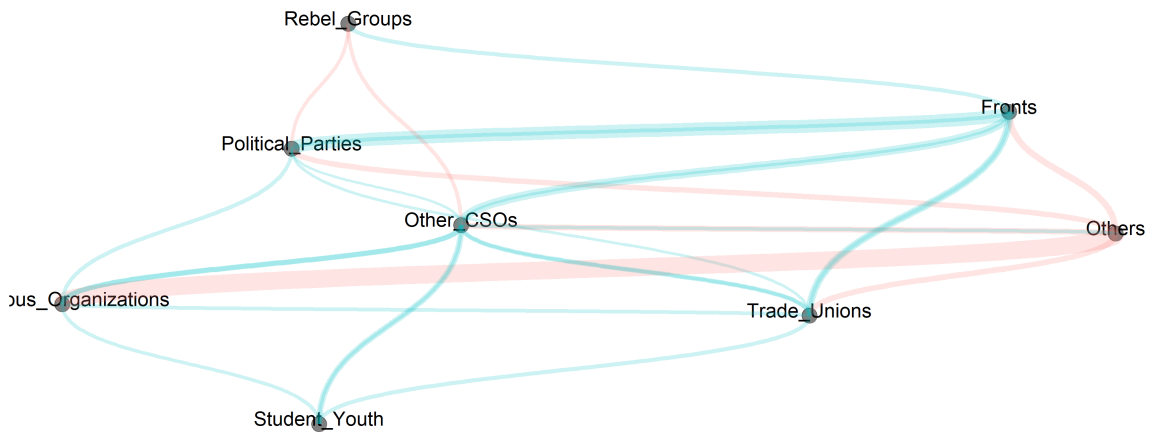 Rebel_Groups
Fronts
Political_Parties
Other_CSOs
Others
ous_Organizations
Trade_Unions
Student_Youth